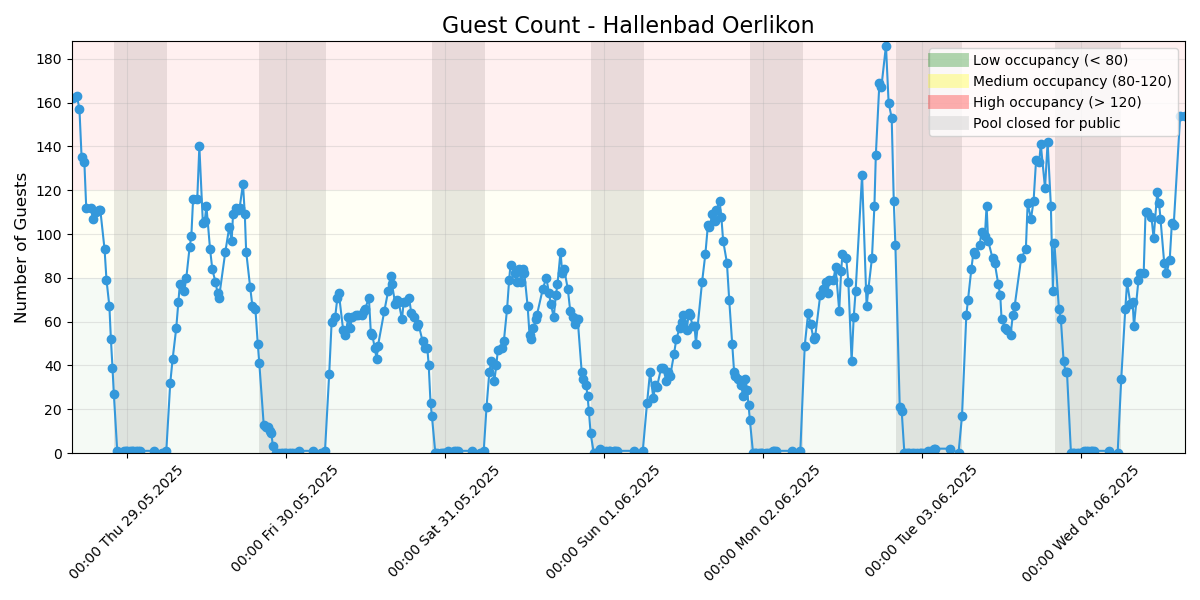 Guest Count - Hallenbad Oerlikon
Number of Guests
180
160
140
120
100
80
60
40
20
0
Low occupancy (< 80)
Medium occupancy (80-120)
High occupancy (> 120)
Pool closed for public
00:00 Thu 29.05.2025
00:00 Fri 30.05.2025
00:00 Sat 31.05.2025
00:00 Sun 01.06.2025
00:00 Mon 02.06.2025
00:00 Tue 03.06.2025
00:00 Wed 04.06.2025